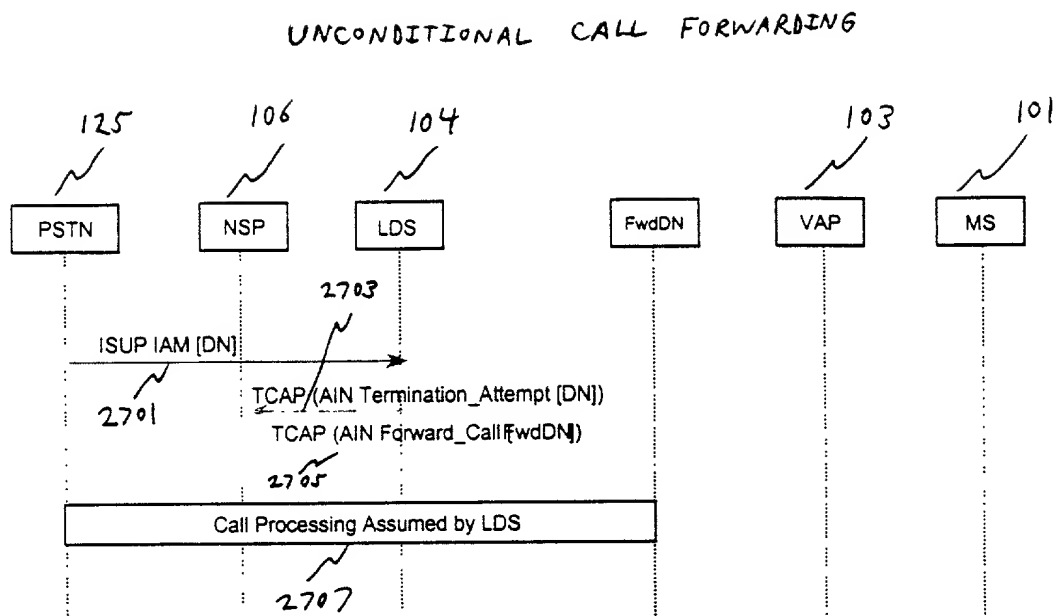 UNCONDITIONAL CALL FORWARDING
125 106 104 103 101
PSTN NSP LDS FwdDN VAP MS
2703
ISUP IAM [DN]
2701
TCAP (AIN Termination_Attempt [DN])
TCAP (AIN Forward_Call[FwdDN])
2705
Call Processing Assumed by LDS
2707